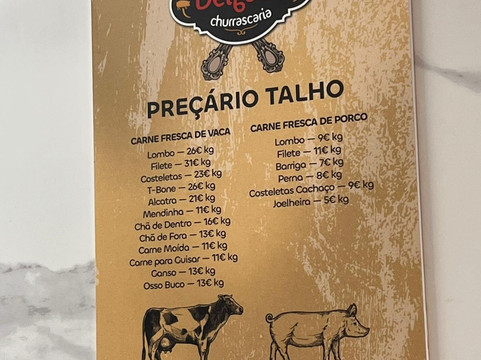 churrascaria
PREÇÁRIO TALHO
CARNE FRESCA DE VACA
Lombo — 26€ kg
Filete — 31€ kg
Costeletas — 23€ kg
T-Bone — 26€ kg
Alcatra — 21€ kg
Mendinha — 11€ kg
Chã de Dentro — 16€ kg
Chã de Fora — 13€ kg
Carne Moída — 11€ kg
Carne para Guisar — 11€ kg
Ganso — 13€ kg
Osso Buco — 13€ kg
CARNE FRESCA DE PORCO
Lombo — 9€ kg
Filete — 11€ kg
Barriga — 7€ kg
Perna — 8€ kg
Costeletas Cachaço — 9€ kg
Joelheira — 5€ kg